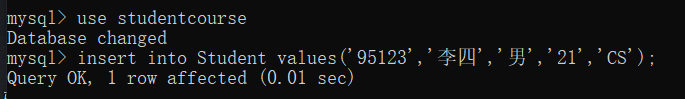 mysql> use studentcourse
Database changed
mysql> insert into Student values('95123','李四','男','21','CS');
Query OK, 1 row affected (0.01 sec)